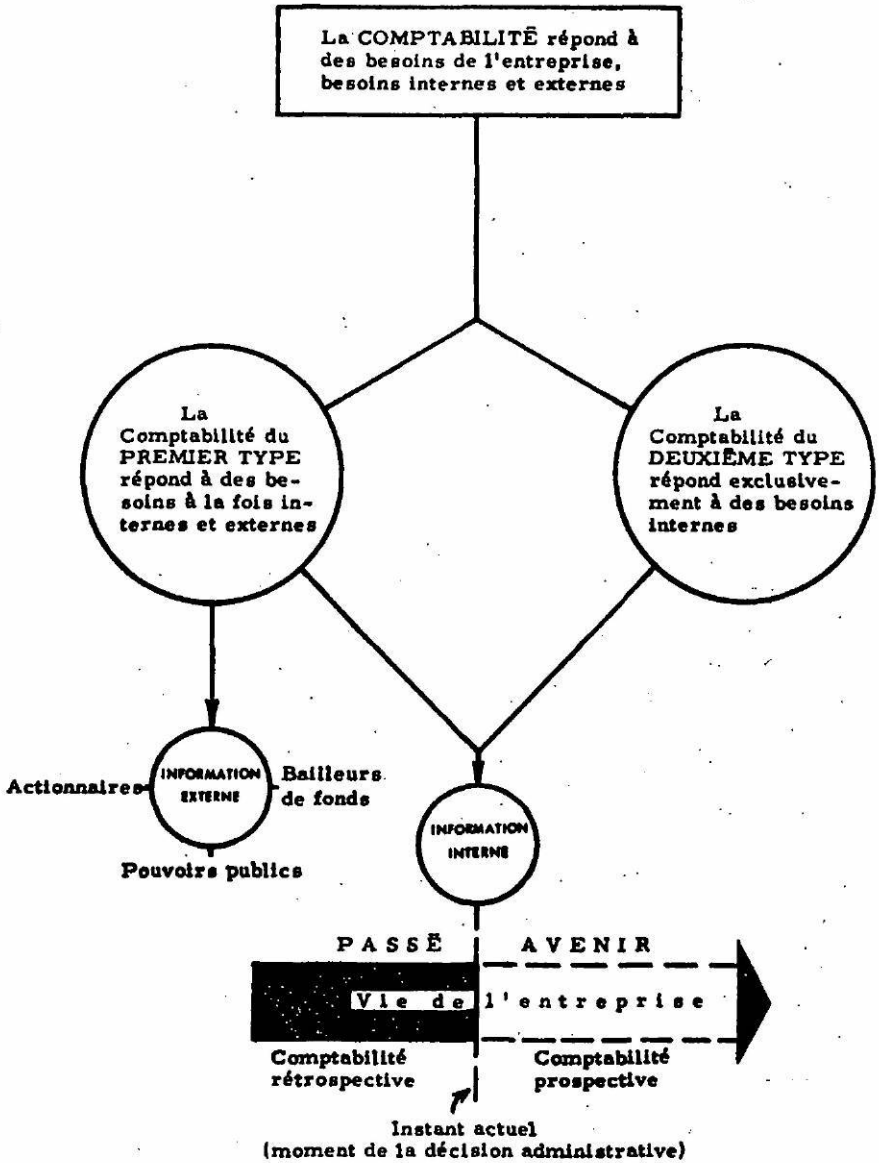 La COMPTABILITÉ répond à
des besoins de l'entreprise,
besoins internes et externes
La
Comptabilité du
PREMIER TYPE
répond à des be-
soins à la fois in-
ternes et externes
La
Comptabilité du
DEUXIÈME TYPE
répond exclusive-
ment à des besoins
internes
Actionnaires
INFORMATION
EXTERNE
Bailleurs
de fonds
Pouvoirs publics
INFORMATION
INTERNE
PASSÉ AVENIR
Vie de l'entreprise
Comptabilité
rétrospective
Comptabilité
prospective
Instant actuel
(moment de la décision administrative)